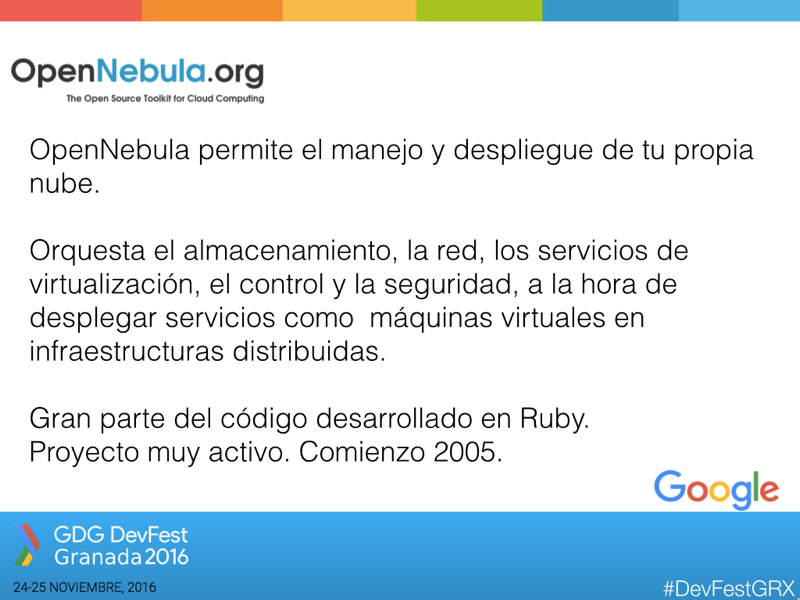 OpenNebula.org
The Open Source Toolkit for Cloud Computing
OpenNebula permite el manejo y despliegue de tu propia
nube.
Orquesta el almacenamiento, la red, los servicios de
virtualización, el control y la seguridad, a la hora de
desplegar servicios como  máquinas virtuales en
infraestructuras distribuidas.
Gran parte del código desarrollado en Ruby.
Proyecto muy activo. Comienzo 2005.
Google
GDG DevFest
Granada2016
24-25 NOVIEMBRE, 2016
#DevFestGRX